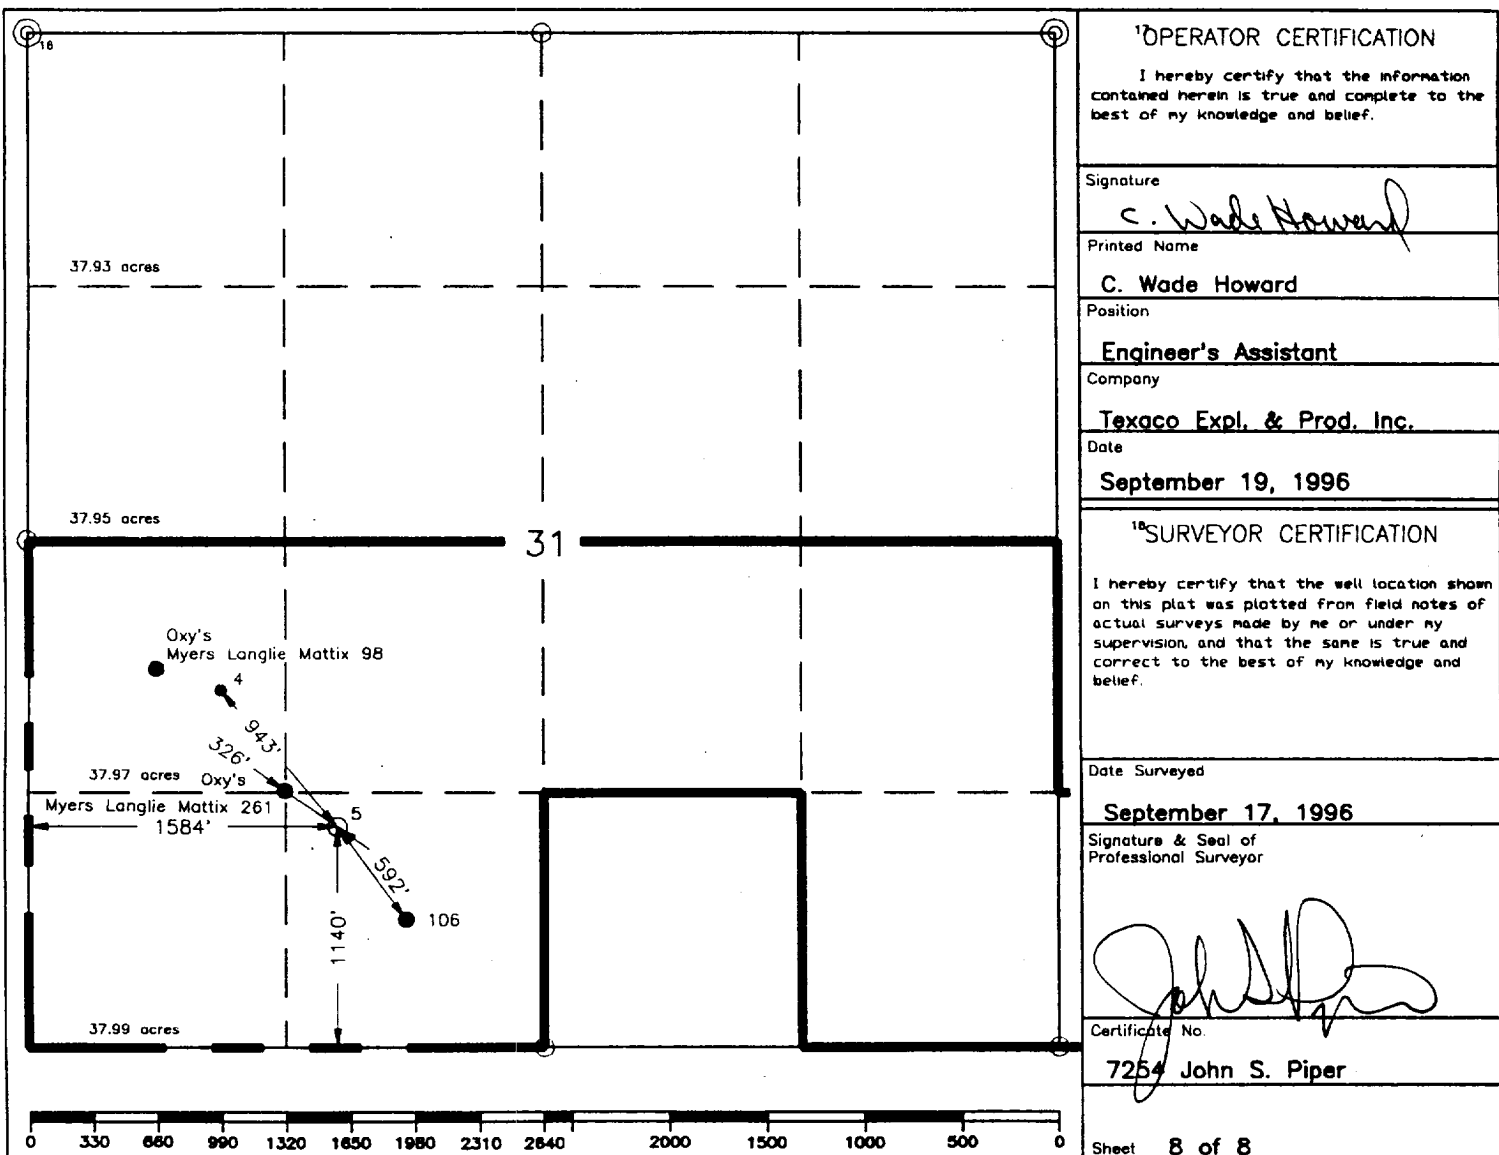 16
37.93 acres
37.95 acres
31
Oxy's
Myers Langlie Mattix 98
4
943'
326'
37.97 acres
Oxy's
Myers Langlie Mattix 261
5
1584'
592'
1140'
106
37.99 acres
0 330 660 990 1320 1650 1980 2310 2640 2000 1500 1000 500 0
17 OPERATOR CERTIFICATION
I hereby certify that the information
contained herein is true and complete to the
best of my knowledge and belief.
Signature
C. Wade Howard
Printed Name
C. Wade Howard
Position
Engineer's Assistant
Company
Texaco Expl. & Prod. Inc.
Date
September 19, 1996
18 SURVEYOR CERTIFICATION
I hereby certify that the well location shown
on this plat was plotted from field notes of
actual surveys made by me or under my
supervision, and that the same is true and
correct to the best of my knowledge and
belief.
Date Surveyed
September 17, 1996
Signature & Seal of
Professional Surveyor
John S. Piper
Certificate No.
7254 John S. Piper
Sheet 8 of 8